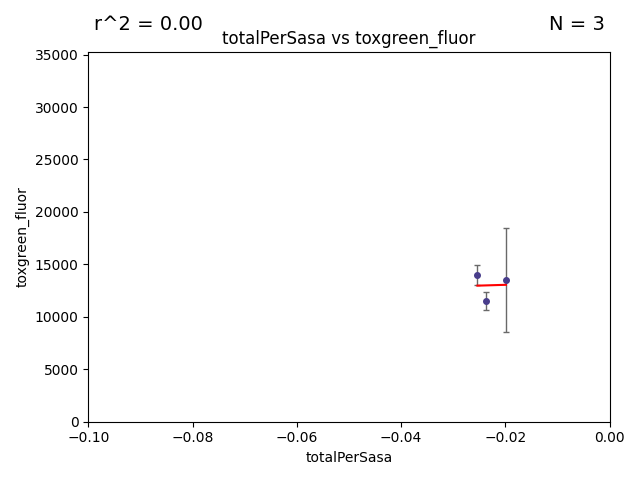 r^2 = 0.00
N = 3
totalPerSasa vs toxgreen_fluor
35000
30000
25000
20000
15000
10000
5000
0
toxgreen_fluor
−0.10
−0.08
−0.06
−0.04
−0.02
0.00
totalPerSasa